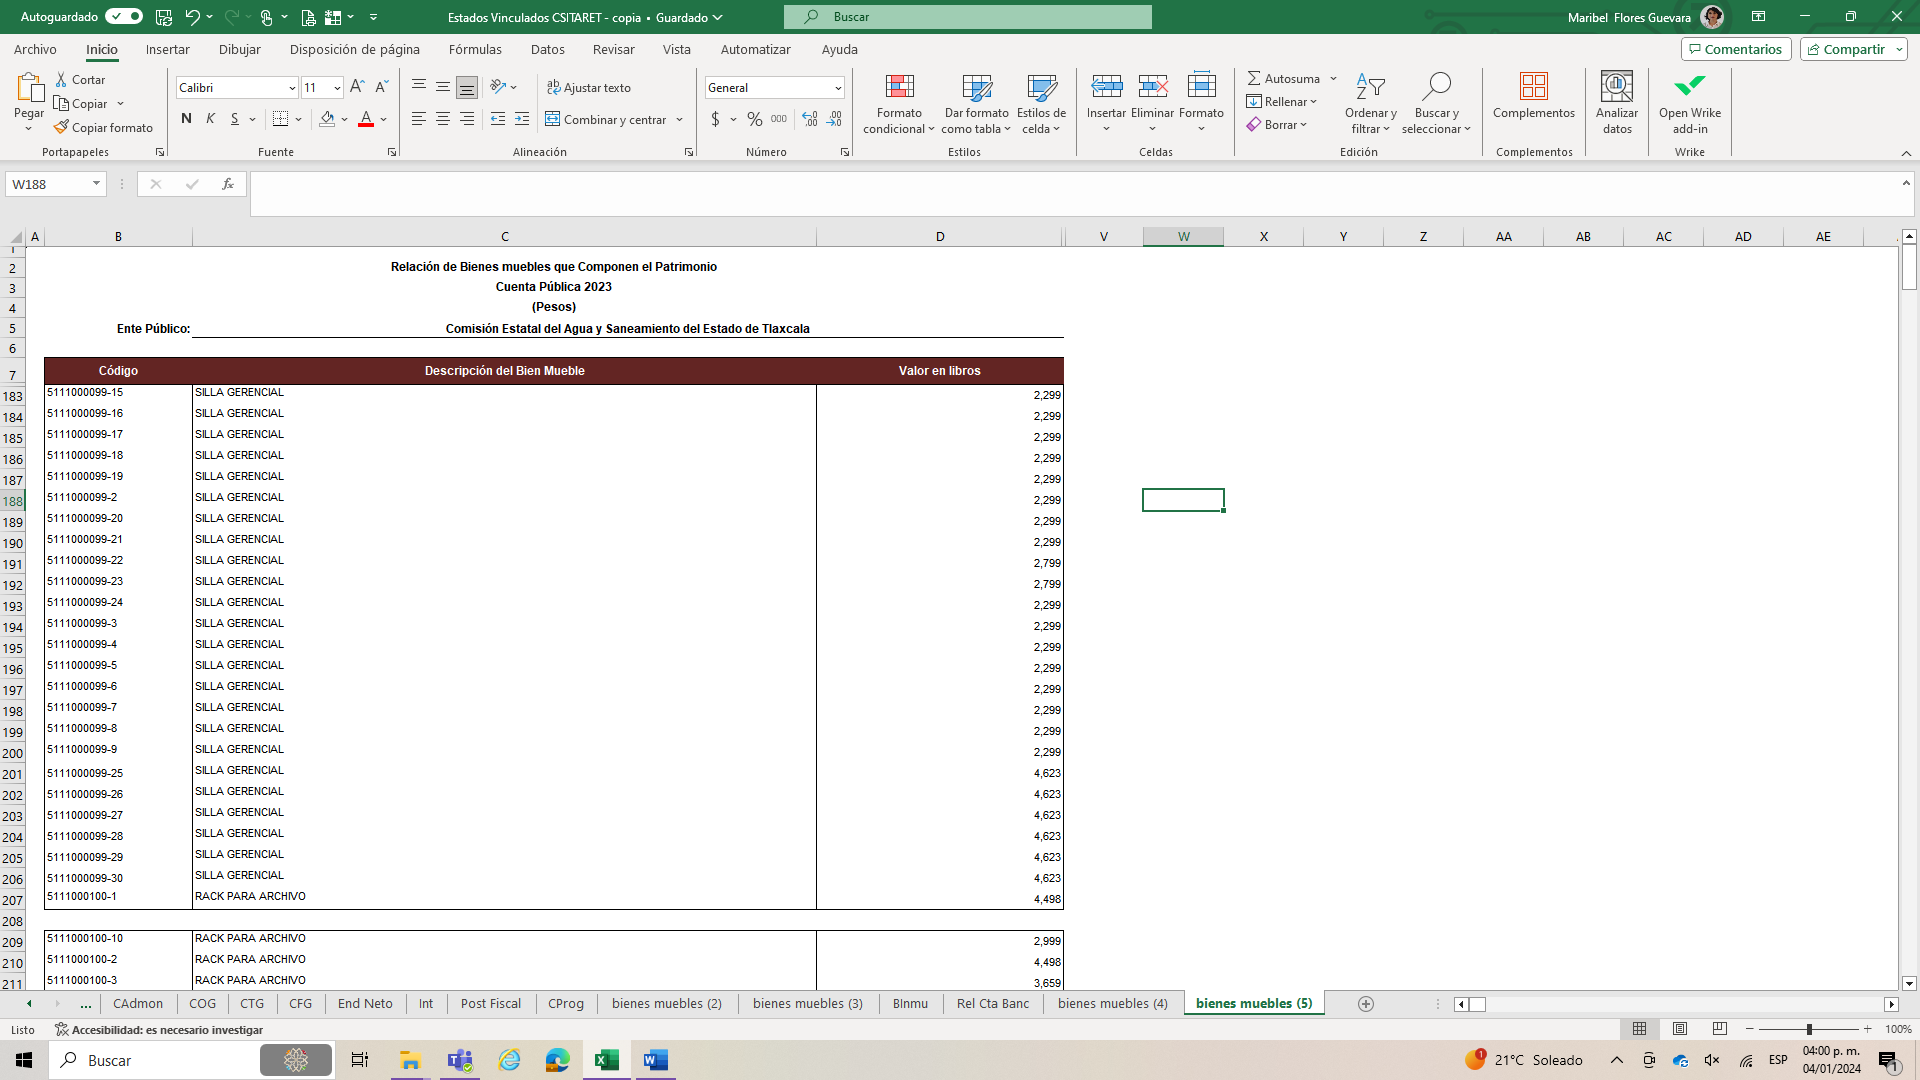 Autoguardado
Estados Vinculados CSITARET - copia • Guardado
Buscar
Maribel Flores Guevara
Archivo Inicio Insertar Dibujar Disposición de página Fórmulas Datos Revisar Vista Automatizar Ayuda
Comentarios Compartir
Pegar
Cortar
Copiar
Copiar formato
Portapapeles
Calibri 11
N K S
Fuente
Ajustar texto
Combinar y centrar
Alineación
General
$ % 000
Número
Formato condicional
Dar formato como tabla
Estilos de celda
Estilos
Insertar Eliminar Formato
Celdas
Autosuma
Rellenar
Borrar
Ordenar y filtrar
Buscar y seleccionar
Edición
Complementos
Complementos
Analizar datos
Open Wrike add-in
Wrike
W188
fx
A B C D V W X Y Z AA AB AC AD AE
2 Relación de Bienes muebles que Componen el Patrimonio
3 Cuenta Pública 2023
4 (Pesos)
5 Ente Público: Comisión Estatal del Agua y Saneamiento del Estado de Tlaxcala
6
7 Código Descripción del Bien Mueble Valor en libros
183 5111000099-15 SILLA GERENCIAL 2,299
184 5111000099-16 SILLA GERENCIAL 2,299
185 5111000099-17 SILLA GERENCIAL 2,299
186 5111000099-18 SILLA GERENCIAL 2,299
187 5111000099-19 SILLA GERENCIAL 2,299
188 5111000099-2 SILLA GERENCIAL 2,299
189 5111000099-20 SILLA GERENCIAL 2,299
190 5111000099-21 SILLA GERENCIAL 2,299
191 5111000099-22 SILLA GERENCIAL 2,799
192 5111000099-23 SILLA GERENCIAL 2,799
193 5111000099-24 SILLA GERENCIAL 2,299
194 5111000099-3 SILLA GERENCIAL 2,299
195 5111000099-4 SILLA GERENCIAL 2,299
196 5111000099-5 SILLA GERENCIAL 2,299
197 5111000099-6 SILLA GERENCIAL 2,299
198 5111000099-7 SILLA GERENCIAL 2,299
199 5111000099-8 SILLA GERENCIAL 2,299
200 5111000099-9 SILLA GERENCIAL 2,299
201 5111000099-25 SILLA GERENCIAL 4,623
202 5111000099-26 SILLA GERENCIAL 4,623
203 5111000099-27 SILLA GERENCIAL 4,623
204 5111000099-28 SILLA GERENCIAL 4,623
205 5111000099-29 SILLA GERENCIAL 4,623
206 5111000099-30 SILLA GERENCIAL 4,623
207 5111000100-1 RACK PARA ARCHIVO 4,498
208
209 5111000100-10 RACK PARA ARCHIVO 2,999
210 5111000100-2 RACK PARA ARCHIVO 4,498
211 5111000100-3 RACK PARA ARCHIVO 3,659
... CAdmon COG CTG CFG End Neto Int Post Fiscal CProg bienes muebles (2) bienes muebles (3) BInmu Rel Cta Banc bienes muebles (4) bienes muebles (5)
Listo Accesibilidad: es necesario investigar 100%
Buscar
21°C Soleado
ESP
04:00 p. m.
04/01/2024